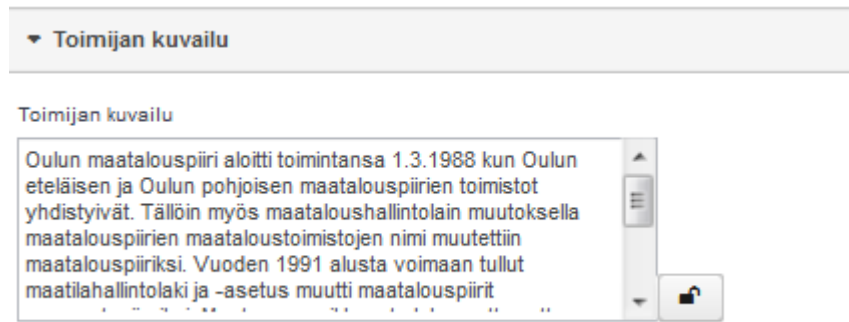 Toimijan kuvailu
Toimijan kuvailu
Oulun maatalouspiiri aloitti toimintansa 1.3.1988 kun Oulun
eteläisen ja Oulun pohjoisen maatalouspiirien toimistot
yhdistyivät. Tällöin myös maataloushallintolain muutoksella
maatalouspiirien maataloustoimistojen nimi muutettiin
maatalouspiiriksi. Vuoden 1991 alusta voimaan tullut
maatilahallintolaki ja -asetus muutti maatalouspiirit